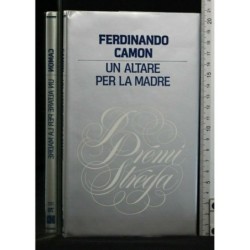 CAMON - UN ALTARE PER LA MADRE
FERDINANDO
CAMON
UN ALTARE
PER LA MADRE
I Premi
Strega